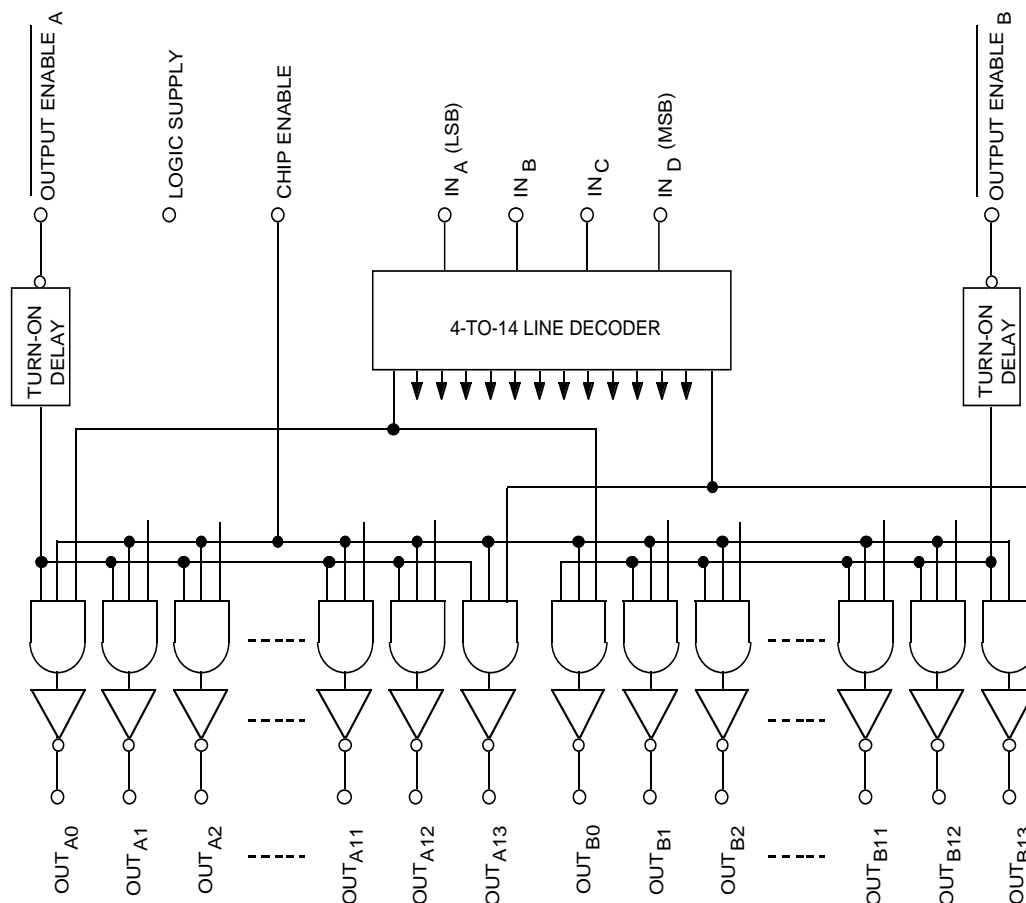 OUTPUT ENABLE A
LOGIC SUPPLY
CHIP ENABLE
IN A (LSB)
IN B
IN C
IN D (MSB)
OUTPUT ENABLE B
TURN-ON
DELAY
4-TO-14 LINE DECODER
TURN-ON
DELAY
OUT A0
OUT A1
OUT A2
OUT A11
OUT A12
OUT A13
OUT B0
OUT B1
OUT B2
OUT B11
OUT B12
OUT B13